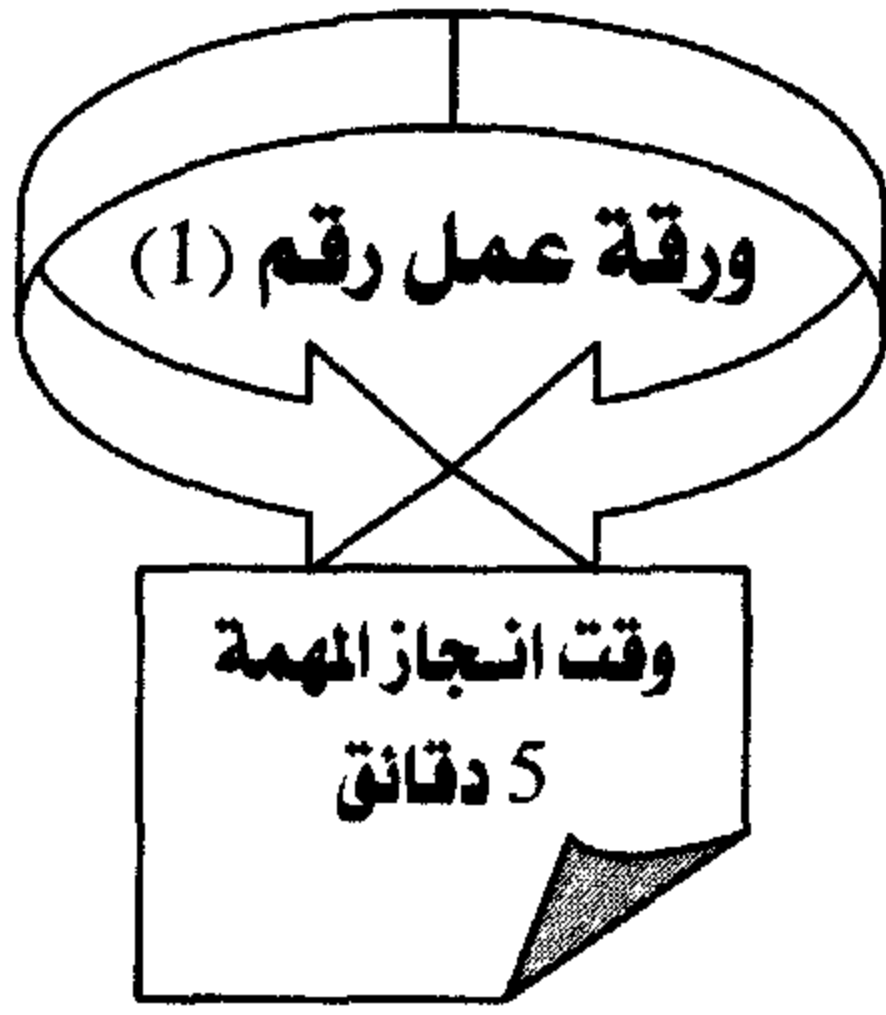 ورقة عمل رقم (1)
وقت انجاز المهمة
5 دقائق